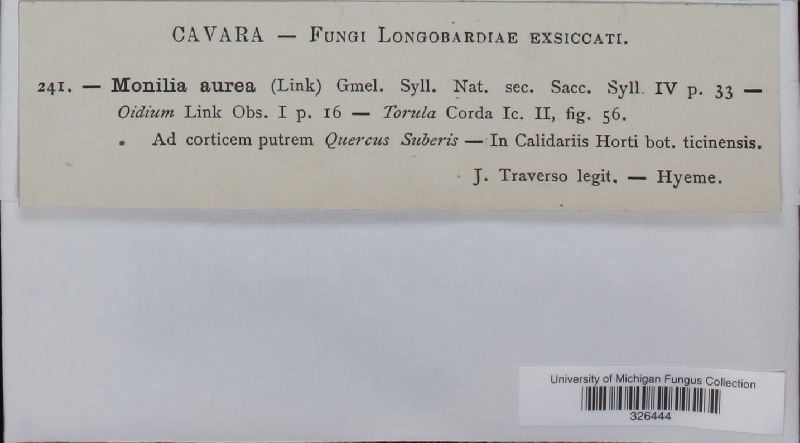 CAVARA — FUNGI LONGOBARDIAE EXSICCATI.
241. — Monilia aurea (Link) Gmel. Syll. Nat. sec. Sacc. Syll. IV p. 33 —
Oidium Link Obs. I p. 16 — Torula Corda Ic. II, fig. 56.
Ad corticem putrem Quercus Suberis — In Calidariis Horti bot. ticinensis.
J. Traverso legit. — Hyeme.
University of Michigan Fungus Collection
326444